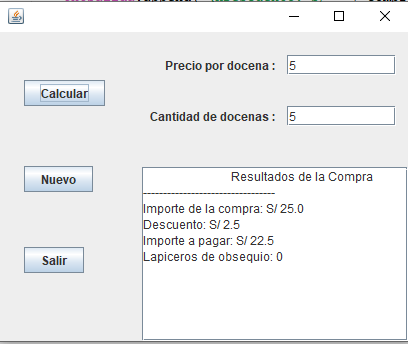 Precio por docena :
5
Calcular
Cantidad de docenas :
5
Nuevo
Resultados de la Compra
---------------------------------
Importe de la compra: S/ 25.0
Descuento: S/ 2.5
Importe a pagar: S/ 22.5
Lapiceros de obsequio: 0
Salir